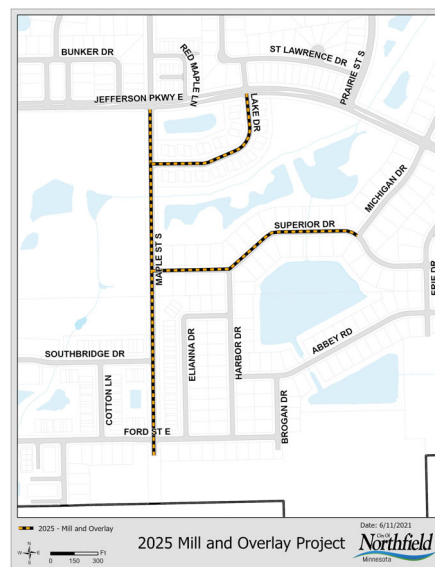 BUNKER DR
RED MAPLE LN
ST LAWRENCE DR
PRAIRIE ST S
JEFFERSON PKWY E
LAKE DR
MICHIGAN DR
SUPERIOR DR
MAPLE ST S
ERIE DR
SOUTHBRIDGE DR
ELIANNA DR
HARBOR DR
ABBEY RD
COTTON LN
BROGAN DR
FORD ST E
2025 - Mill and Overlay
Date: 6/11/2021
N
W E
S
Ft
0 150 300
2025 Mill and Overlay Project
City Of
Northfield
Minnesota